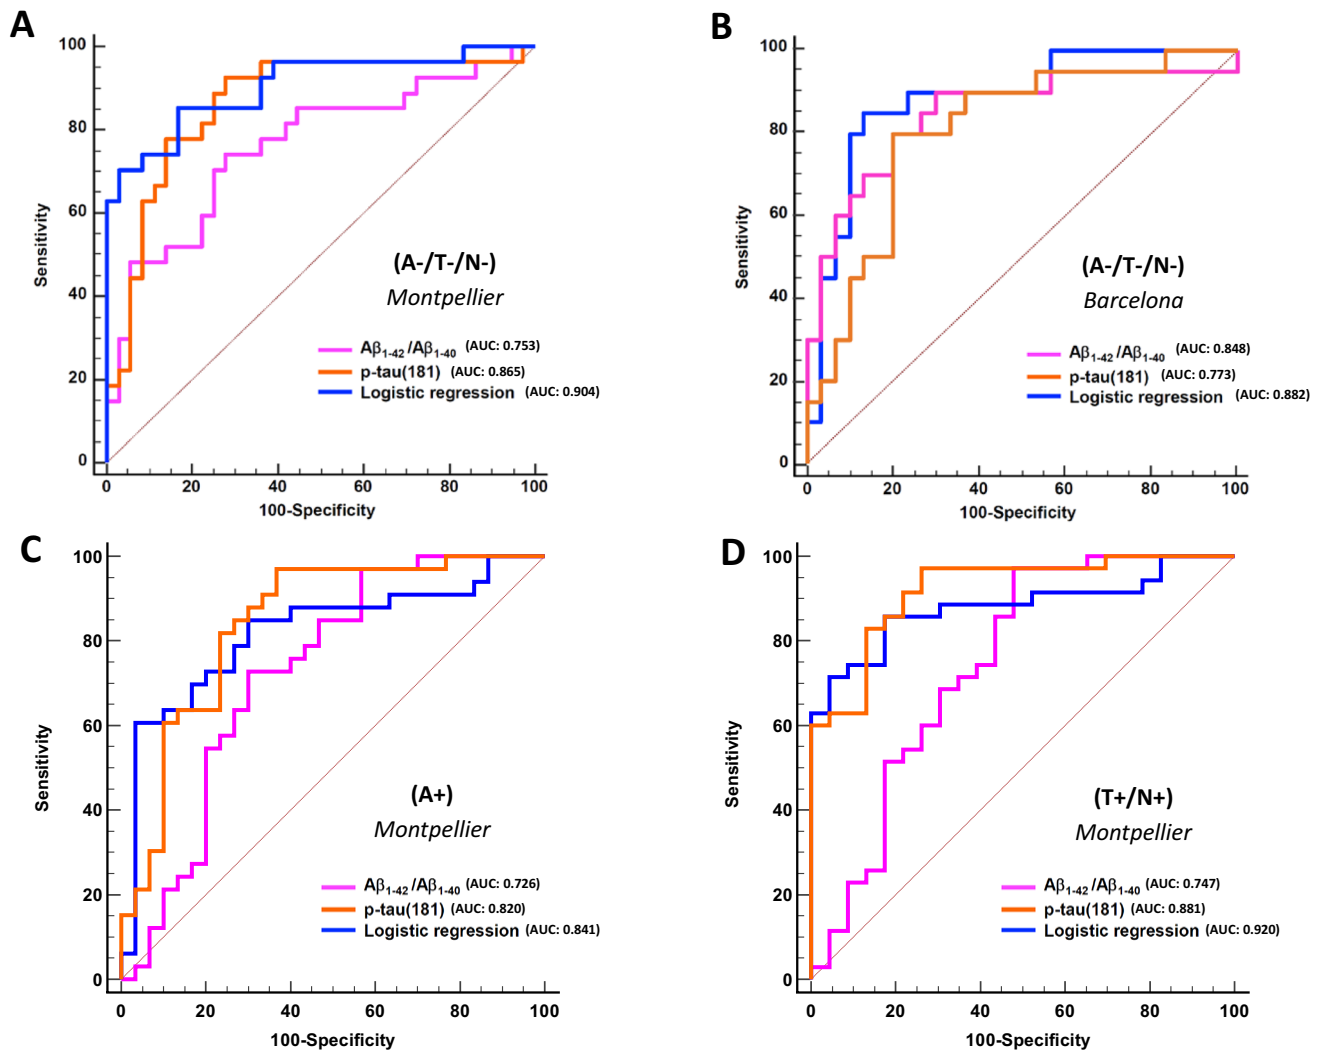 A
100
80
60
40
20
0
Sensitivity
(A-/T-/N-)
Montpellier
Aβ1-42 /Aβ1-40 (AUC: 0.753)
p-tau(181) (AUC: 0.865)
Logistic regression (AUC: 0.904)
0 20 40 60 80 100
100-Specificity
B
100
80
60
40
20
0
Sensitivity
(A-/T-/N-)
Barcelona
Aβ1-42 /Aβ1-40 (AUC: 0.848)
p-tau(181) (AUC: 0.773)
Logistic regression (AUC: 0.882)
0 20 40 60 80 100
100-Specificity
C
100
80
60
40
20
0
Sensitivity
(A+)
Montpellier
Aβ1-42 /Aβ1-40 (AUC: 0.726)
p-tau(181) (AUC: 0.820)
Logistic regression (AUC: 0.841)
0 20 40 60 80 100
100-Specificity
D
100
80
60
40
20
0
Sensitivity
(T+/N+)
Montpellier
Aβ1-42 /Aβ1-40 (AUC: 0.747)
p-tau(181) (AUC: 0.881)
Logistic regression (AUC: 0.920)
0 20 40 60 80 100
100-Specificity